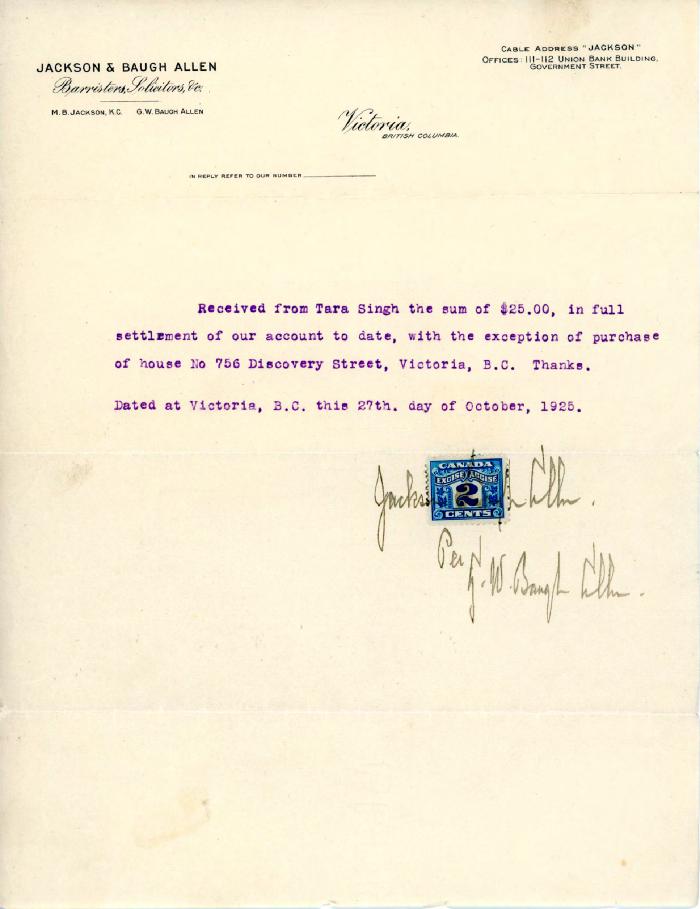 JACKSON & BAUGH ALLEN
Barristers, Solicitors, &c.
M. B. JACKSON, K.C. G. W. BAUGH ALLEN
CABLE ADDRESS "JACKSON"
OFFICES: 111-112 UNION BANK BUILDING,
GOVERNMENT STREET.
Victoria,
BRITISH COLUMBIA.
IN REPLY REFER TO OUR NUMBER
Received from Tara Singh the sum of $25.00, in full
settlement of our account to date, with the exception of purchase
of house No 756 Discovery Street, Victoria, B.C. Thanks.
Dated at Victoria, B.C. this 27th. day of October, 1925.
CANADA
EXCISE ACCISE
2
CENTS
Allen.
Per
G. W. Baugh Allen.